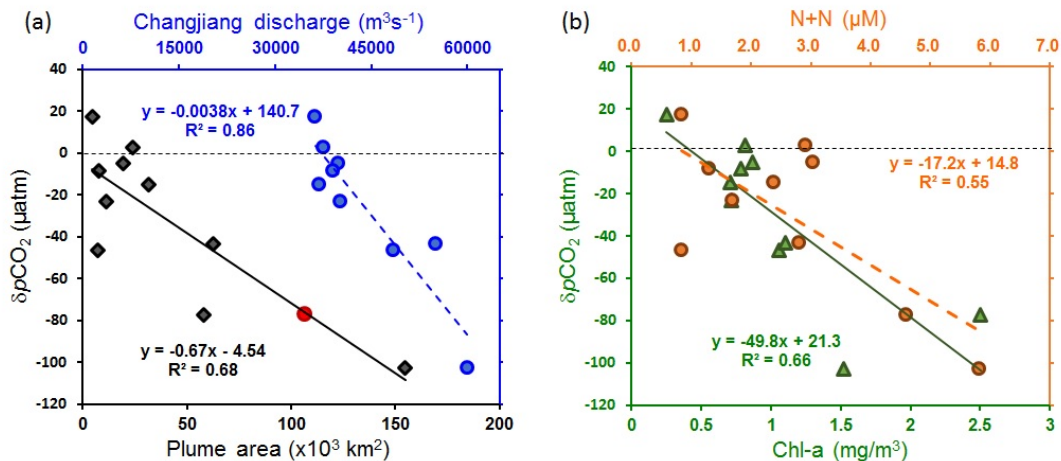 (a)
Changjiang discharge (m³s⁻¹)
0 15000 30000 45000 60000
40
20
0
-20
-40
-60
-80
-100
-120
δpCO₂ (μatm)
y = -0.0038x + 140.7
R² = 0.86
y = -0.67x - 4.54
R² = 0.68
0 50 100 150 200
Plume area (x10³ km²)
(b)
N+N (μM)
0.0 1.0 2.0 3.0 4.0 5.0 6.0 7.0
40
20
0
-20
-40
-60
-80
-100
-120
δpCO₂ (μatm)
y = -17.2x + 14.8
R² = 0.55
y = -49.8x + 21.3
R² = 0.66
0 0.5 1 1.5 2 2.5 3
Chl-a (mg/m³)